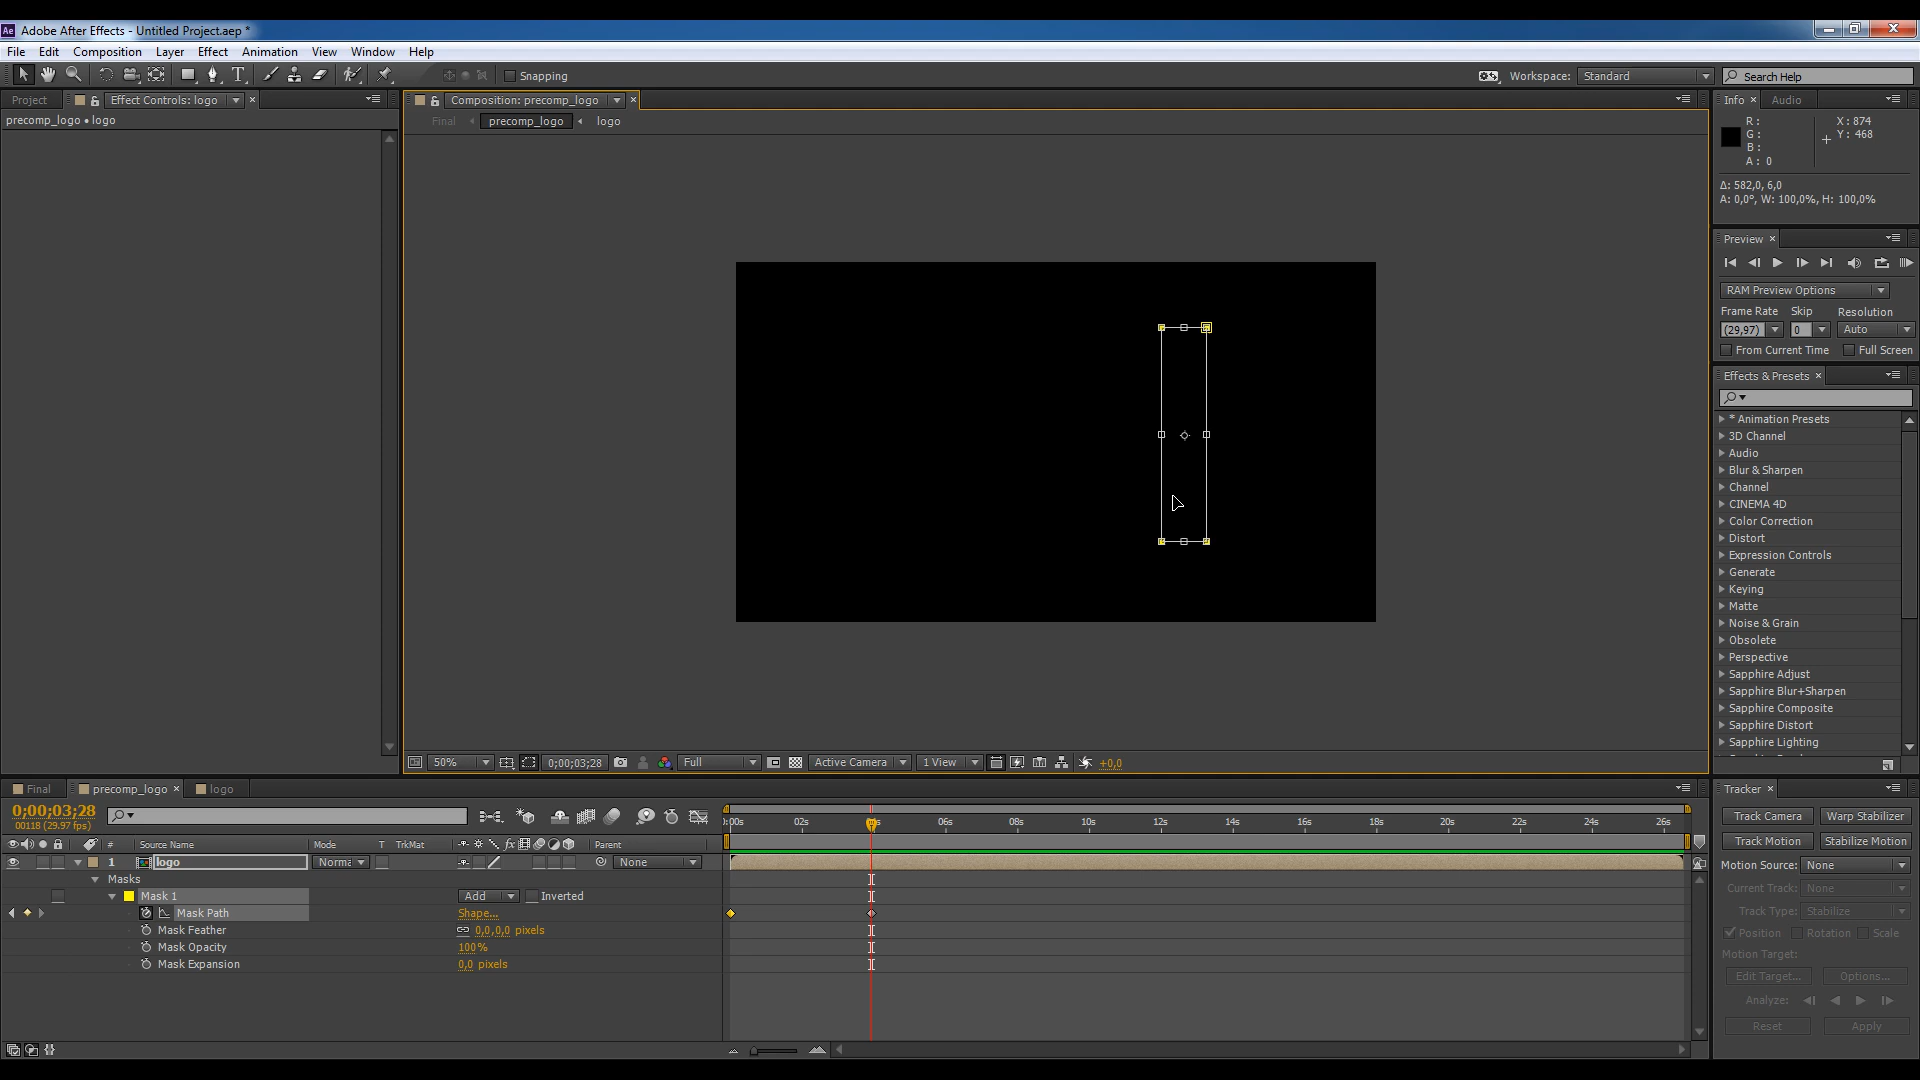 Ae Adobe After Effects - Untitled Project.aep *
File Edit Composition Layer Effect Animation View Window Help
Snapping
Workspace: Standard
Search Help
Project
Effect Controls: logo
precomp_logo • logo
Composition: precomp_logo
Final
precomp_logo
logo
Info
Audio
R:
G:
B:
A: 0
X: 874
Y: 468
Δ: 582,0, 6,0
A: 0,0°, W: 100,0%, H: 100,0%
Preview
RAM Preview Options
Frame Rate Skip Resolution
(29,97) 0 Auto
From Current Time Full Screen
Effects & Presets
* Animation Presets
3D Channel
Audio
Blur & Sharpen
Channel
CINEMA 4D
Color Correction
Distort
Expression Controls
Generate
Keying
Matte
Noise & Grain
Obsolete
Perspective
Sapphire Adjust
Sapphire Blur+Sharpen
Sapphire Composite
Sapphire Distort
Sapphire Lighting
50%
0;00;03;28
Full
Active Camera
1 View
+0,0
Final
precomp_logo
logo
0;00;03;28
00118 (29.97 fps)
# Source Name Mode T TrkMat Parent
:00s 02s 06s 08s 10s 12s 14s 16s 18s 20s 22s 24s 26s
1 logo Norma None
Masks
Mask 1 Add Inverted
Mask Path Shape...
Mask Feather 0,0,0,0 pixels
Mask Opacity 100%
Mask Expansion 0,0 pixels
Tracker
Track Camera Warp Stabilizer
Track Motion Stabilize Motion
Motion Source: None
Current Track: None
Track Type: Stabilize
Position Rotation Scale
Motion Target:
Edit Target... Options...
Analyze:
Reset Apply